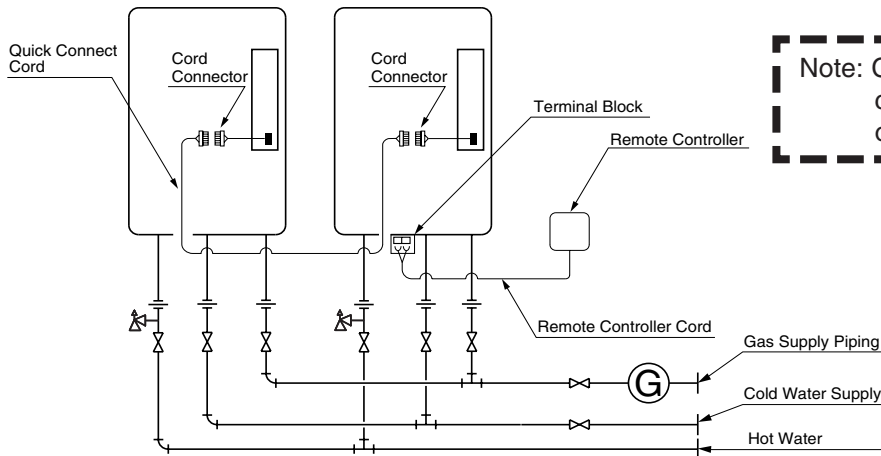 Quick Connect
Cord
Cord
Connector
Cord
Connector
Terminal Block
Remote Controller
Note:
Remote Controller Cord
Gas Supply Piping
G
Cold Water Supply
Hot Water